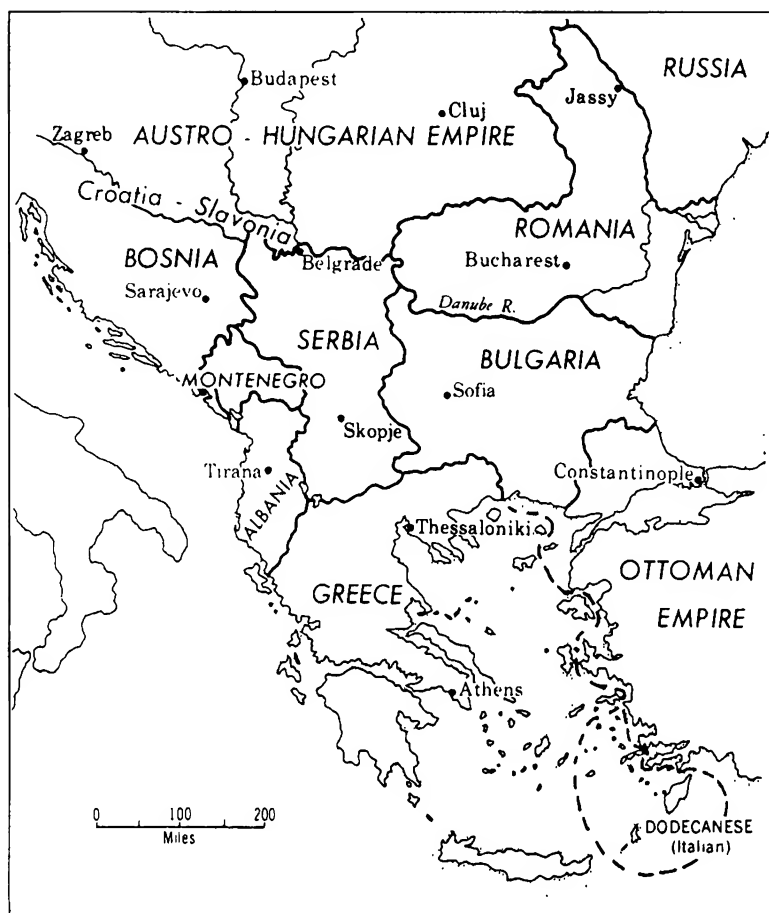 RUSSIA
Budapest
Jassy
Cluj
Zagreb
AUSTRO - HUNGARIAN EMPIRE
Croatia - Slavonia
ROMANIA
BOSNIA
Belgrade
Bucharest
Sarajevo
Danube R.
SERBIA
BULGARIA
MONTENEGRO
Sofia
Skopje
Tirana
Constantinople
ALBANIA
Thessaloniki
OTTOMAN
EMPIRE
GREECE
Athens
0 100 200
Miles
DODECANESE
(Italian)